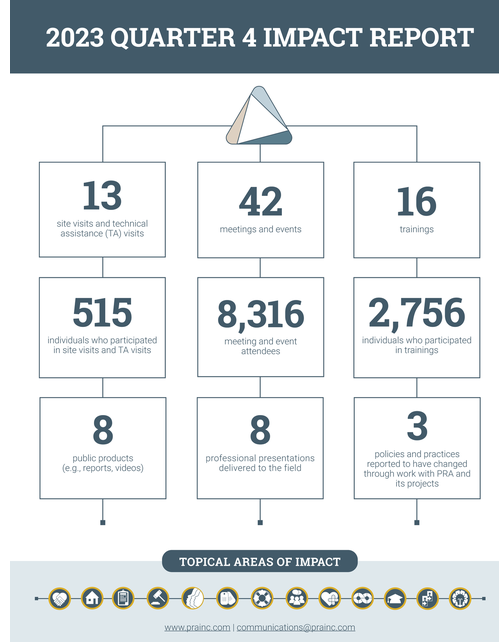 2023 QUARTER 4 IMPACT REPORT
13
site visits and technical
assistance (TA) visits
42
meetings and events
16
trainings
515
individuals who participated
in site visits and TA visits
8,316
meeting and event
attendees
2,756
individuals who participated
in trainings
8
public products
(e.g., reports, videos)
8
professional presentations
delivered to the field
3
policies and practices
reported to have changed
through work with PRA and
its projects
TOPICAL AREAS OF IMPACT
www.prainc.com | communications@prainc.com